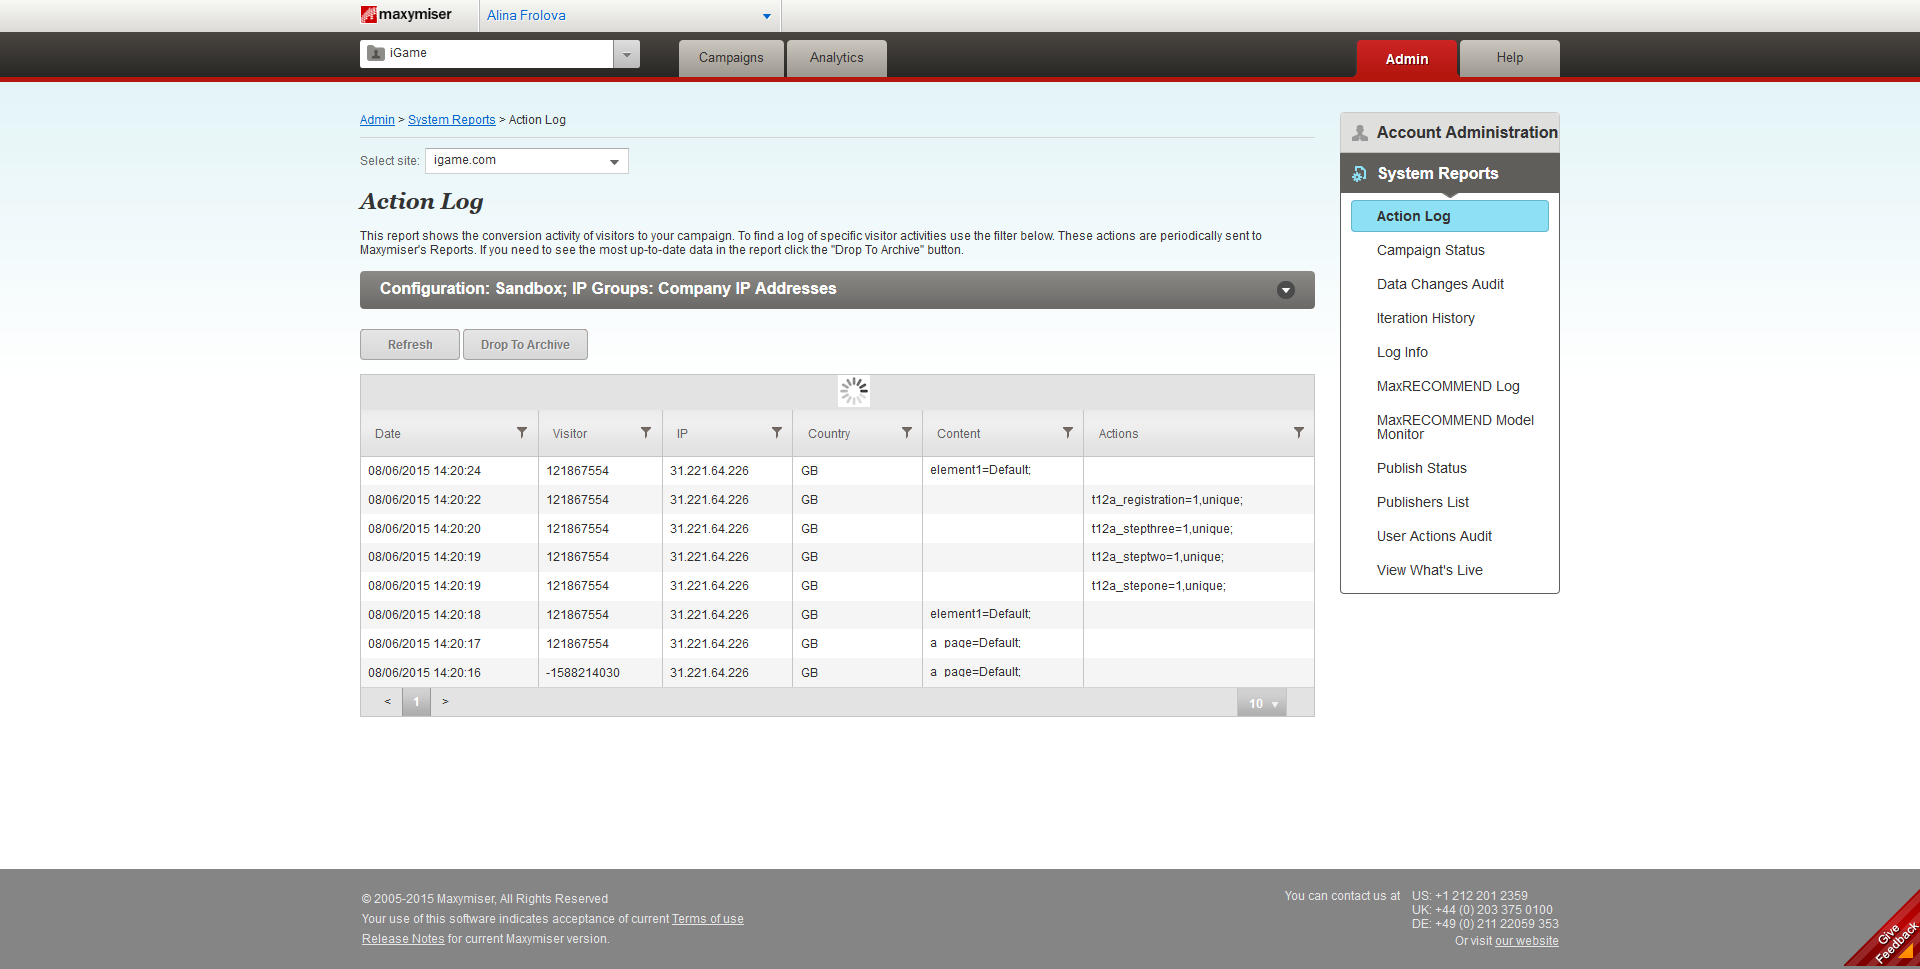 maxymiser
Alina Frolova
iGame
Campaigns
Analytics
Admin
Help
Admin > System Reports > Action Log
Select site: igame.com
Action Log
This report shows the conversion activity of visitors to your campaign. To find a log of specific visitor activities use the filter below. These actions are periodically sent to
Maxymiser's Reports. If you need to see the most up-to-date data in the report click the "Drop To Archive" button.
Configuration: Sandbox; IP Groups: Company IP Addresses
Refresh
Drop To Archive
Date Visitor IP Country Content Actions
08/06/2015 14:20:24 121867554 31.221.64.226 GB element1=Default;
08/06/2015 14:20:22 121867554 31.221.64.226 GB t12a_registration=1,unique;
08/06/2015 14:20:20 121867554 31.221.64.226 GB t12a_stepthree=1,unique;
08/06/2015 14:20:19 121867554 31.221.64.226 GB t12a_steptwo=1,unique;
08/06/2015 14:20:19 121867554 31.221.64.226 GB t12a_stepone=1,unique;
08/06/2015 14:20:18 121867554 31.221.64.226 GB element1=Default;
08/06/2015 14:20:17 121867554 31.221.64.226 GB a_page=Default;
08/06/2015 14:20:16 -1588214030 31.221.64.226 GB a_page=Default;
< 1 >
10
Account Administration
System Reports
Action Log
Campaign Status
Data Changes Audit
Iteration History
Log Info
MaxRECOMMEND Log
MaxRECOMMEND Model
Monitor
Publish Status
Publishers List
User Actions Audit
View What's Live
© 2005-2015 Maxymiser, All Rights Reserved
Your use of this software indicates acceptance of current Terms of use
Release Notes for current Maxymiser version.
You can contact us at US: +1 212 201 2359
UK: +44 (0) 203 375 0100
DE: +49 (0) 211 22059 353
Or visit our website
Give
Feedback